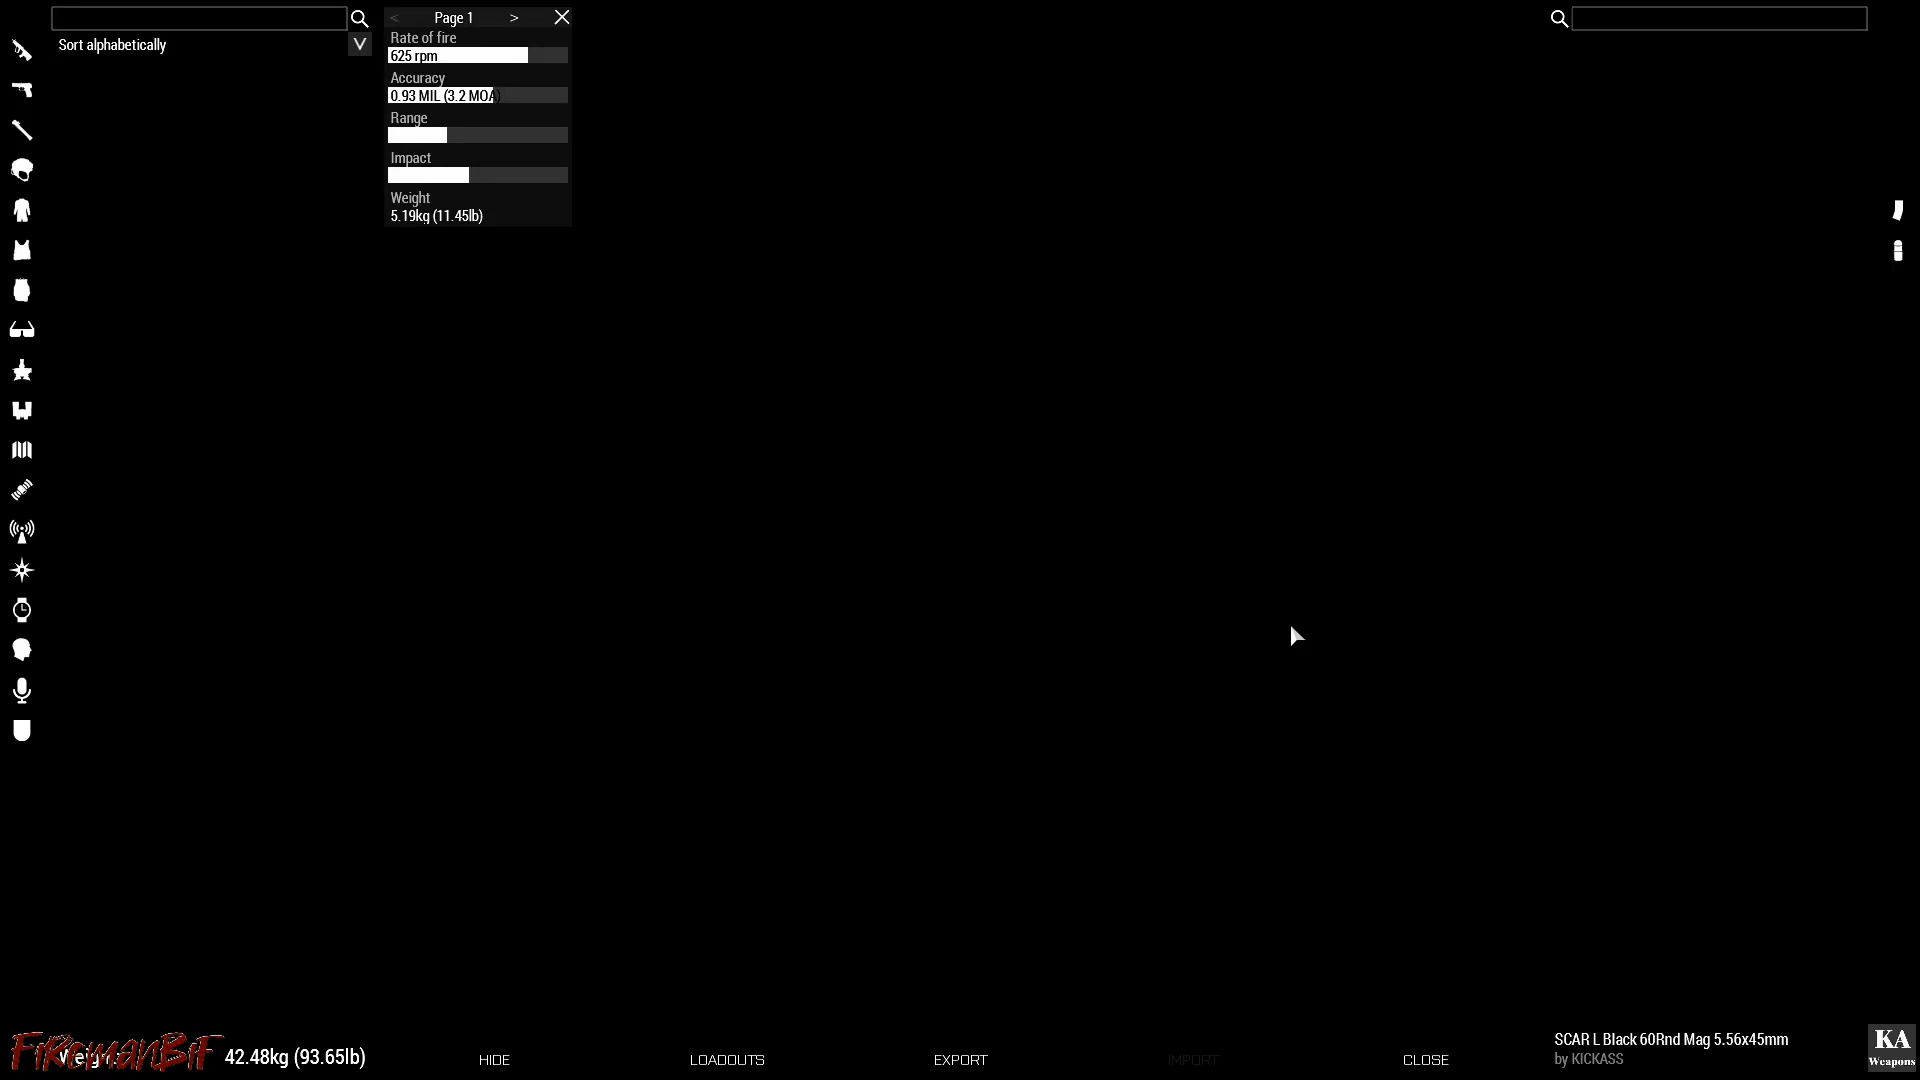 Sort alphabetically
V
< Page 1 >
Rate of fire
625 rpm
Accuracy
0.93 MIL (3.2 MOA)
Range
Impact
Weight
5.19kg (11.45lb)
FiREmanBiT
Weight: 42.48kg (93.65lb)
HIDE
LOADOUTS
EXPORT
IMPORT
CLOSE
SCAR L Black 60Rnd Mag 5.56x45mm
by KICKASS
KA
Weapons